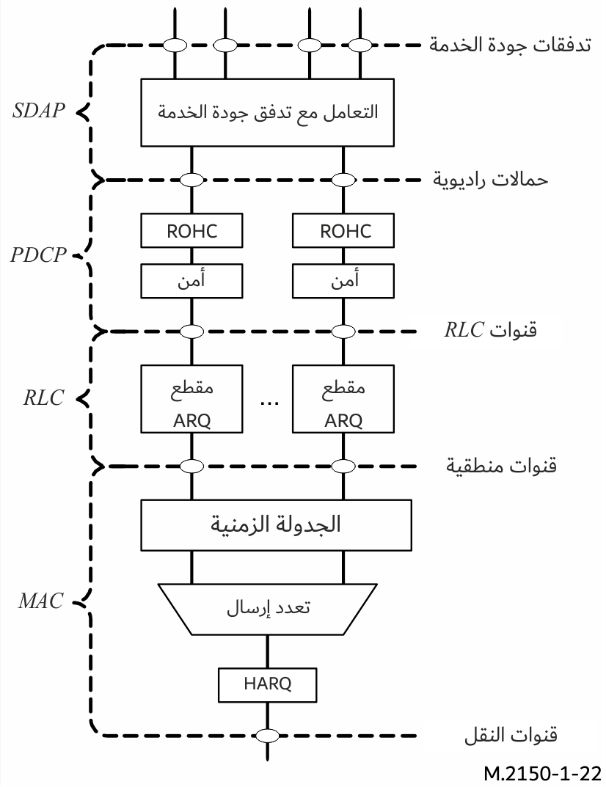 تدفقات جودة الخدمة
SDAP
التعامل مع تدفق جودة الخدمة
حمالات راديوية
ROHC
ROHC
PDCP
أمن
أمن
قنوات RLC
RLC
مقطع
ARQ
...
مقطع
ARQ
قنوات منطقية
الجدولة الزمنية
MAC
تعدد إرسال
HARQ
قنوات النقل
M.2150-1-22